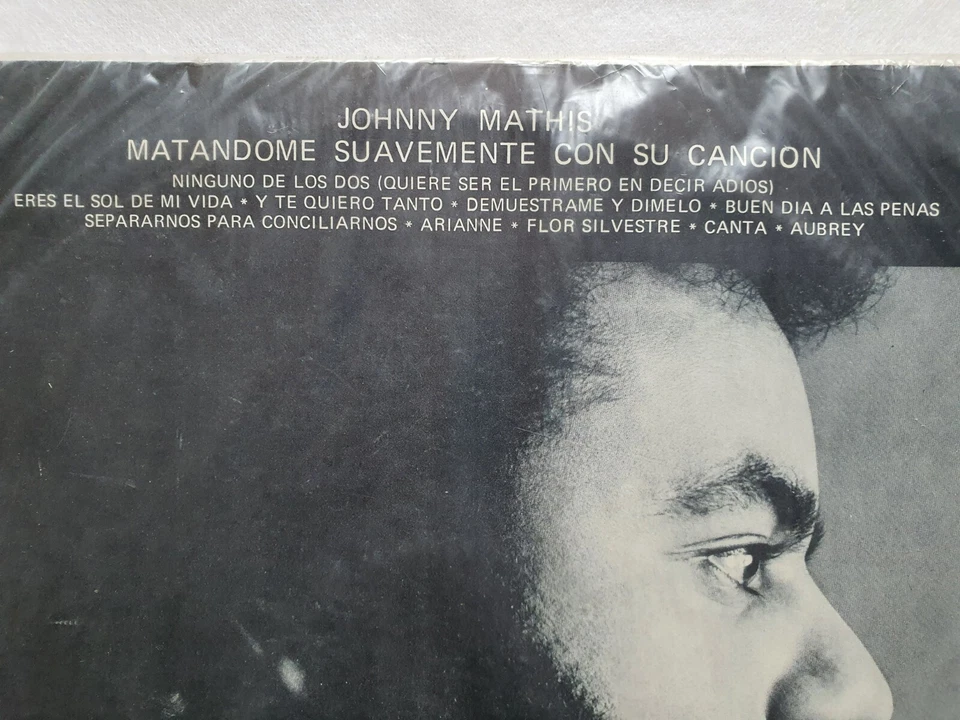 JOHNNY MATHIS
MATANDOME SUAVEMENTE CON SU CANCION
NINGUNO DE LOS DOS (QUIERE SER EL PRIMERO EN DECIR ADIOS)
ERES EL SOL DE MI VIDA * Y TE QUIERO TANTO * DEMUESTRAME Y DIMELO * BUEN DIA A LAS PENAS
SEPARARNOS PARA CONCILIARNOS * ARIANNE * FLOR SILVESTRE * CANTA * AUBREY